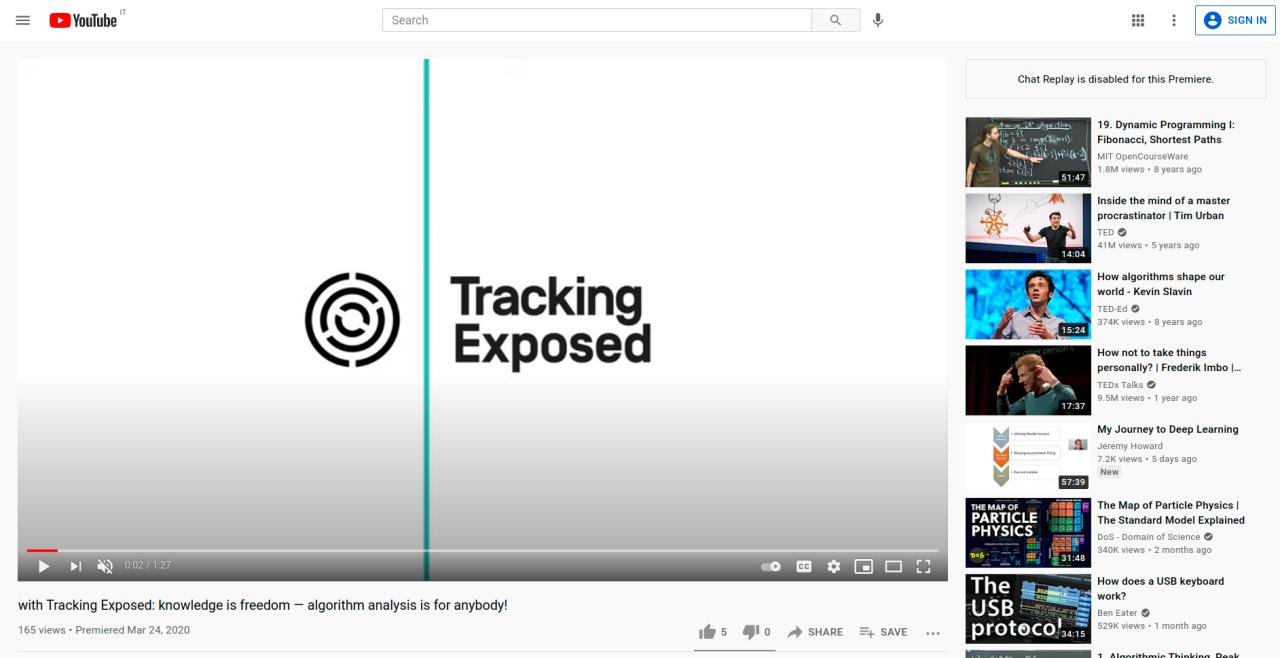 YouTube IT
Search
SIGN IN
Tracking
Exposed
0:02 / 1:27
CC
with Tracking Exposed: knowledge is freedom — algorithm analysis is for anybody!
165 views • Premiered Mar 24, 2020
5
0
SHARE
SAVE
Chat Replay is disabled for this Premiere.
51:47
19. Dynamic Programming I:
Fibonacci, Shortest Paths
MIT OpenCourseWare
1.8M views • 8 years ago
14:04
Inside the mind of a master
procrastinator | Tim Urban
TED
41M views • 5 years ago
15:24
How algorithms shape our
world - Kevin Slavin
TED-Ed
374K views • 8 years ago
the other person's
17:37
How not to take things
personally? | Frederik Imbo |...
TEDx Talks
9.5M views • 1 year ago
57:39
My Journey to Deep Learning
Jeremy Howard
7.2K views • 5 days ago
New
THE MAP OF
PARTICLE
PHYSICS
DoS
31:48
The Map of Particle Physics |
The Standard Model Explained
DoS - Domain of Science
340K views • 2 months ago
The
USB
protocol
34:15
How does a USB keyboard
work?
Ben Eater
529K views • 1 month ago
1. Algorithmic Thinking, Peak